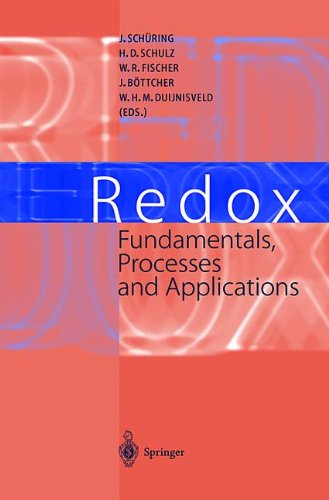 J. SCHÜRING
H. D. SCHULZ
W. R. FISCHER
J. BÖTTCHER
W. H. M. DUIJNISVELD
(EDS.)
Redox
Fundamentals,
Processes
and Applications
Springer